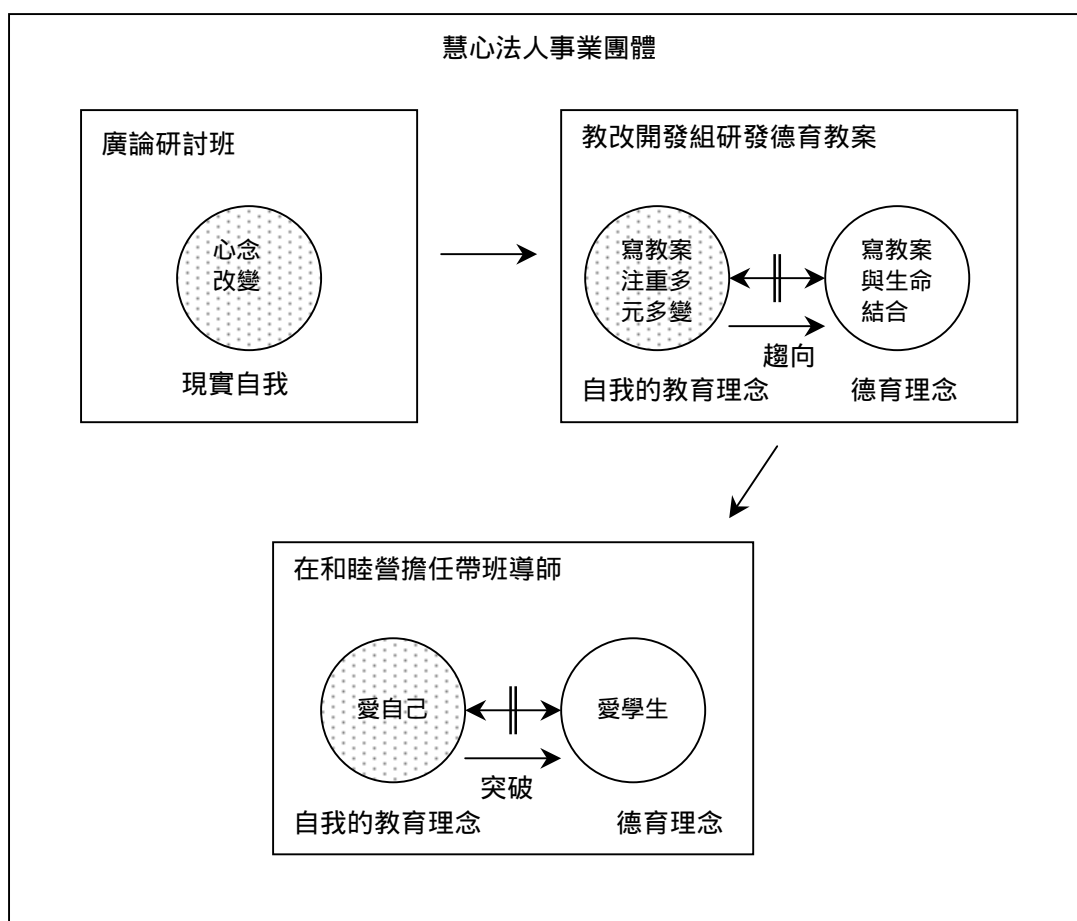 慧心法人事業團體
廣論研討班
心念
改變
現實自我
教改開發組研發德育教案
寫教案
注重多
元多變
寫教案
與生命
結合
趨向
自我的教育理念
德育理念
在和睦營擔任帶班導師
愛自己
愛學生
突破
自我的教育理念
德育理念